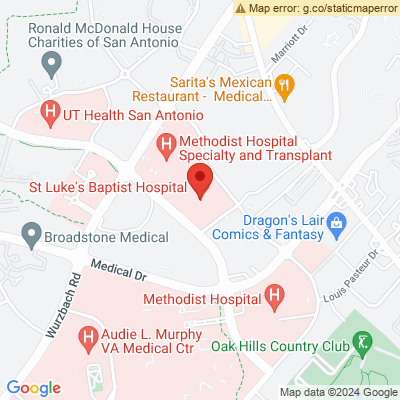 Map error: g.co/staticmaperror
Ronald McDonald House
Charities of San Antonio
Marriott Dr
Sarita's Mexican
Restaurant - Medical...
H
UT Health San Antonio
H
Methodist Hospital
Specialty and Transplant
St Luke's Baptist Hospital
Dragon's Lair
Comics & Fantasy
Broadstone Medical
Medical Dr
Louis Pasteur Dr
Wurzbach Rd
Methodist Hospital
H
H
Audie L. Murphy
VA Medical Ctr
Oak Hills Country Club
Google
Map data ©2024 Google